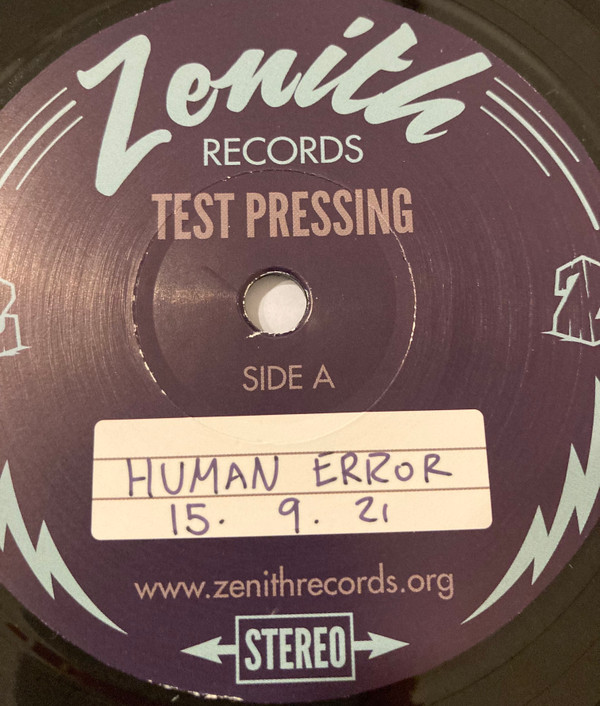 Zenith
RECORDS
TEST PRESSING
SIDE A
HUMAN ERROR
15. 9. 21
www.zenithrecords.org
STEREO